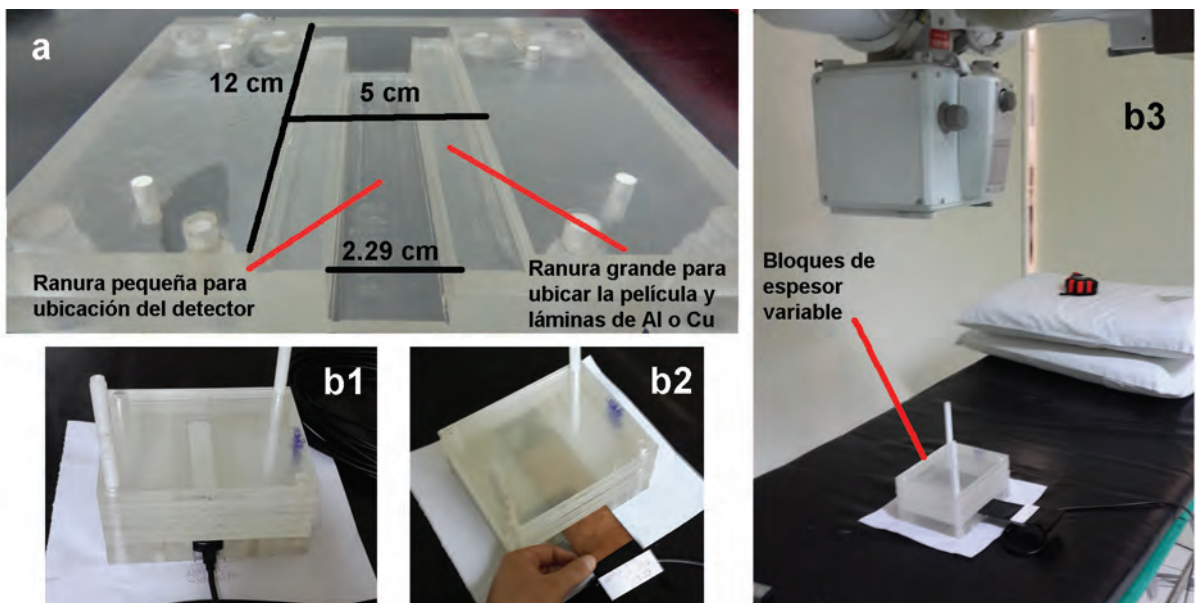 a
12 cm
5 cm
2.29 cm
Ranura pequeña para
ubicación del detector
Ranura grande para
ubicar la película y
láminas de Al o Cu
b1
b2
b3
Bloques de
espesor
variable